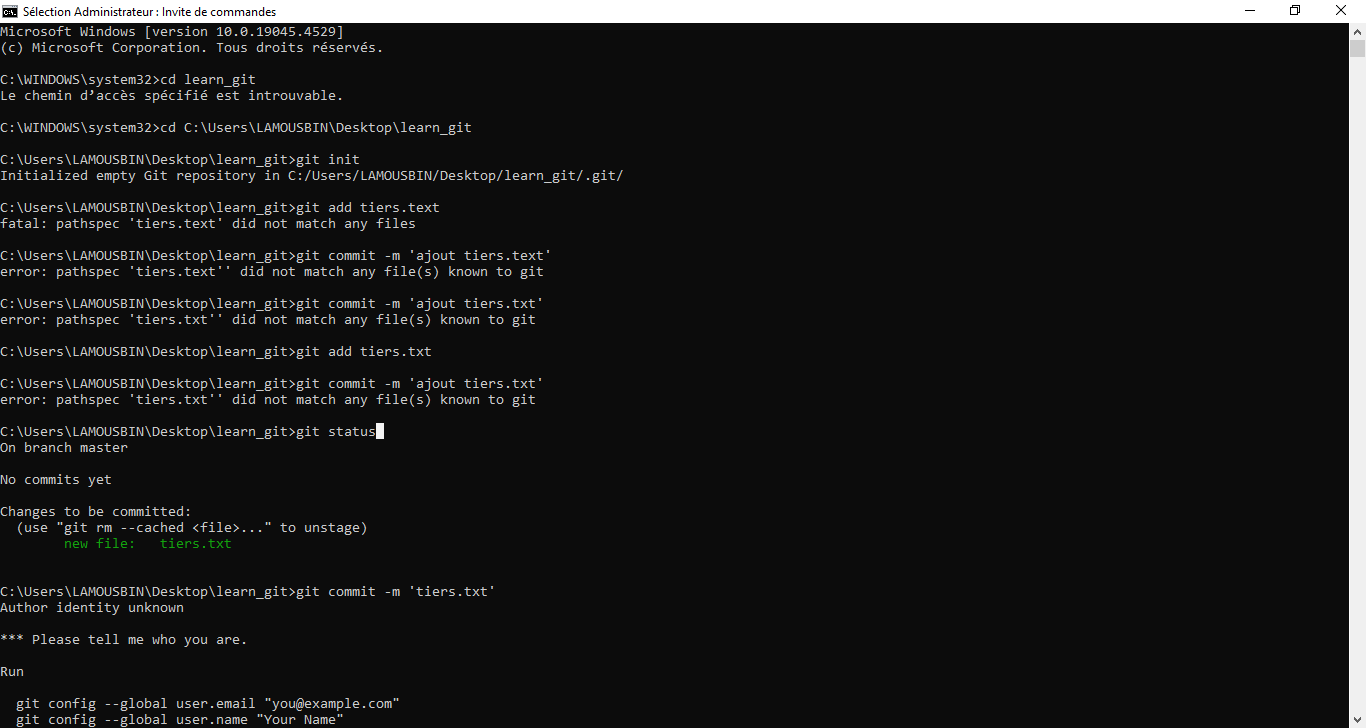 Sélection Administrateur : Invite de commandes
Microsoft Windows [version 10.0.19045.4529]
(c) Microsoft Corporation. Tous droits réservés.
C:\WINDOWS\system32>cd learn_git
Le chemin d’accès spécifié est introuvable.
C:\WINDOWS\system32>cd C:\Users\LAMOUSBIN\Desktop\learn_git
C:\Users\LAMOUSBIN\Desktop\learn_git>git init
Initialized empty Git repository in C:/Users/LAMOUSBIN/Desktop/learn_git/.git/
C:\Users\LAMOUSBIN\Desktop\learn_git>git add tiers.text
fatal: pathspec 'tiers.text' did not match any files
C:\Users\LAMOUSBIN\Desktop\learn_git>git commit -m 'ajout tiers.text'
error: pathspec 'tiers.text'' did not match any file(s) known to git
C:\Users\LAMOUSBIN\Desktop\learn_git>git commit -m 'ajout tiers.txt'
error: pathspec 'tiers.txt'' did not match any file(s) known to git
C:\Users\LAMOUSBIN\Desktop\learn_git>git add tiers.txt
C:\Users\LAMOUSBIN\Desktop\learn_git>git commit -m 'ajout tiers.txt'
error: pathspec 'tiers.txt'' did not match any file(s) known to git
C:\Users\LAMOUSBIN\Desktop\learn_git>git status
On branch master
No commits yet
Changes to be committed:
  (use "git rm --cached <file>..." to unstage)
        new file:   tiers.txt
C:\Users\LAMOUSBIN\Desktop\learn_git>git commit -m 'tiers.txt'
Author identity unknown
*** Please tell me who you are.
Run
  git config --global user.email "you@example.com"
  git config --global user.name "Your Name"